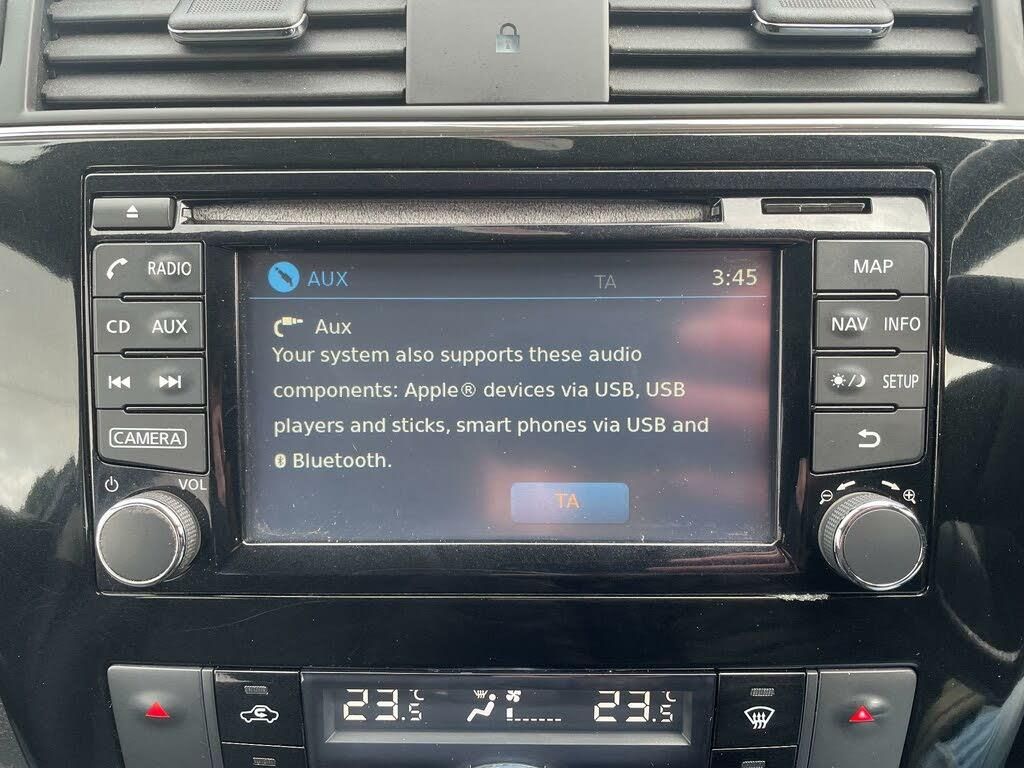 AUX TA 3:45
Aux
Your system also supports these audio
components: Apple® devices via USB, USB
players and sticks, smart phones via USB and
Bluetooth.
TA
RADIO
CD AUX
CAMERA
VOL
MAP
NAV INFO
SETUP
23.5°C 23.5°C